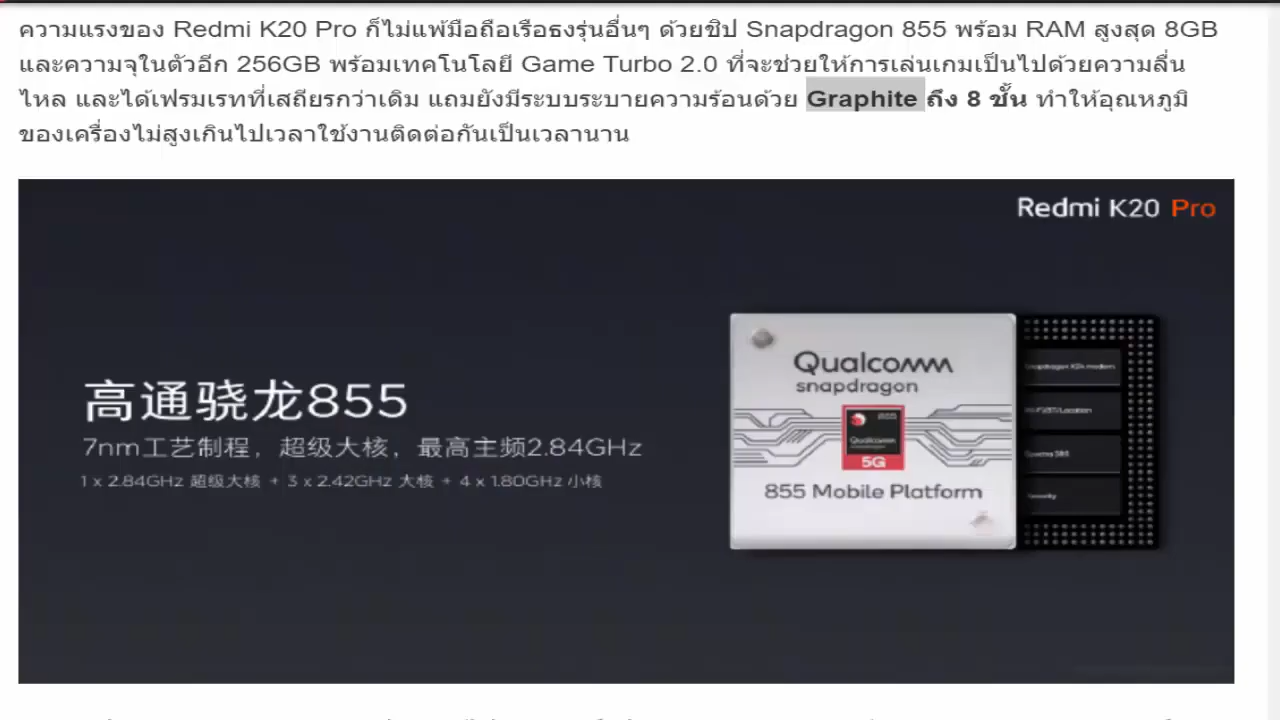 ความแรงของ Redmi K20 Pro ก็ไม่แพ้มือถือเรือธงรุ่นอื่นๆ ด้วยชิป Snapdragon 855 พร้อม RAM สูงสุด 8GB
และความจุในตัวอีก 256GB พร้อมเทคโนโลยี Game Turbo 2.0 ที่จะช่วยให้การเล่นเกมเป็นไปด้วยความลื่น
ไหล และได้เฟรมเรทที่เสถียรกว่าเดิม แถมยังมีระบบระบายความร้อนด้วย Graphite ถึง 8 ชั้น ทำให้อุณหภูมิ
ของเครื่องไม่สูงเกินไปเวลาใช้งานติดต่อกันเป็นเวลานาน
Redmi K20 Pro
高通骁龙855
7nm工艺制程，超级大核，最高主频2.84GHz
1 x 2.84GHz 超级大核 + 3 x 2.42GHz 大核 + 4 x 1.80GHz 小核
Qualcomm
snapdragon
855
Qualcomm
5G
855 Mobile Platform
Snapdragon X24 modem
Location
Spectra 380
Security